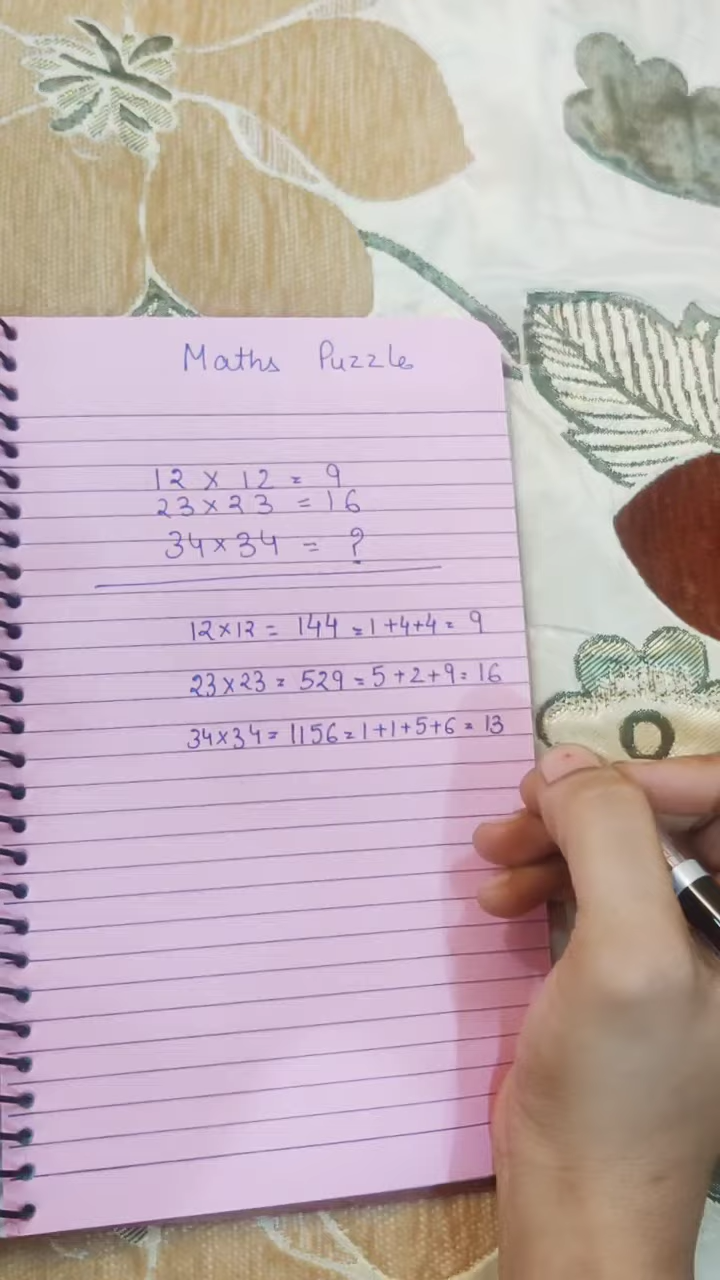 Maths Puzzle
12 × 12 = 9
23 × 23 = 16
34 × 34 = ?
12 × 12 = 144 = 1 + 4 + 4 = 9
23 × 23 = 529 = 5 + 2 + 9 = 16
34 × 34 = 1156 = 1 + 1 + 5 + 6 = 13